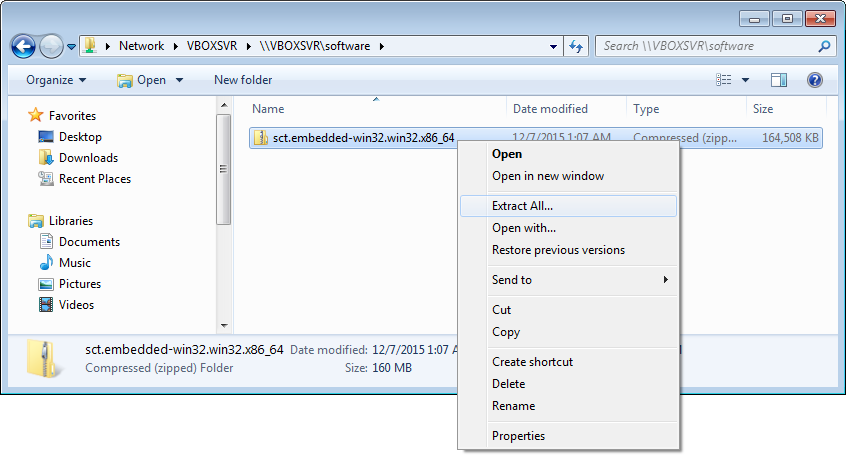 Network VBOXSVR \\VBOXSVR\software Search \\VBOXSVR\software
Organize Open New folder
Name Date modified Type Size
Favorites
Desktop
Downloads
Recent Places
Libraries
Documents
Music
Pictures
Videos
sct.embedded-win32.win32.x86_64 12/7/2015 1:07 AM Compressed (zipp... 164,508 KB
Open
Open in new window
Extract All...
Open with...
Restore previous versions
Send to
Cut
Copy
Create shortcut
Delete
Rename
Properties
sct.embedded-win32.win32.x86_64 Date modified: 12/7/2015 1:07
Compressed (zipped) Folder Size: 160 MB